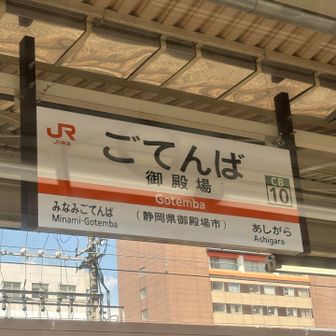 JR
JR東海
ごてんば
御殿場
Gotemba
CB
10
みなみごてんば
Minami-Gotemba
（静岡県御殿場市）
あしがら
Ashigara